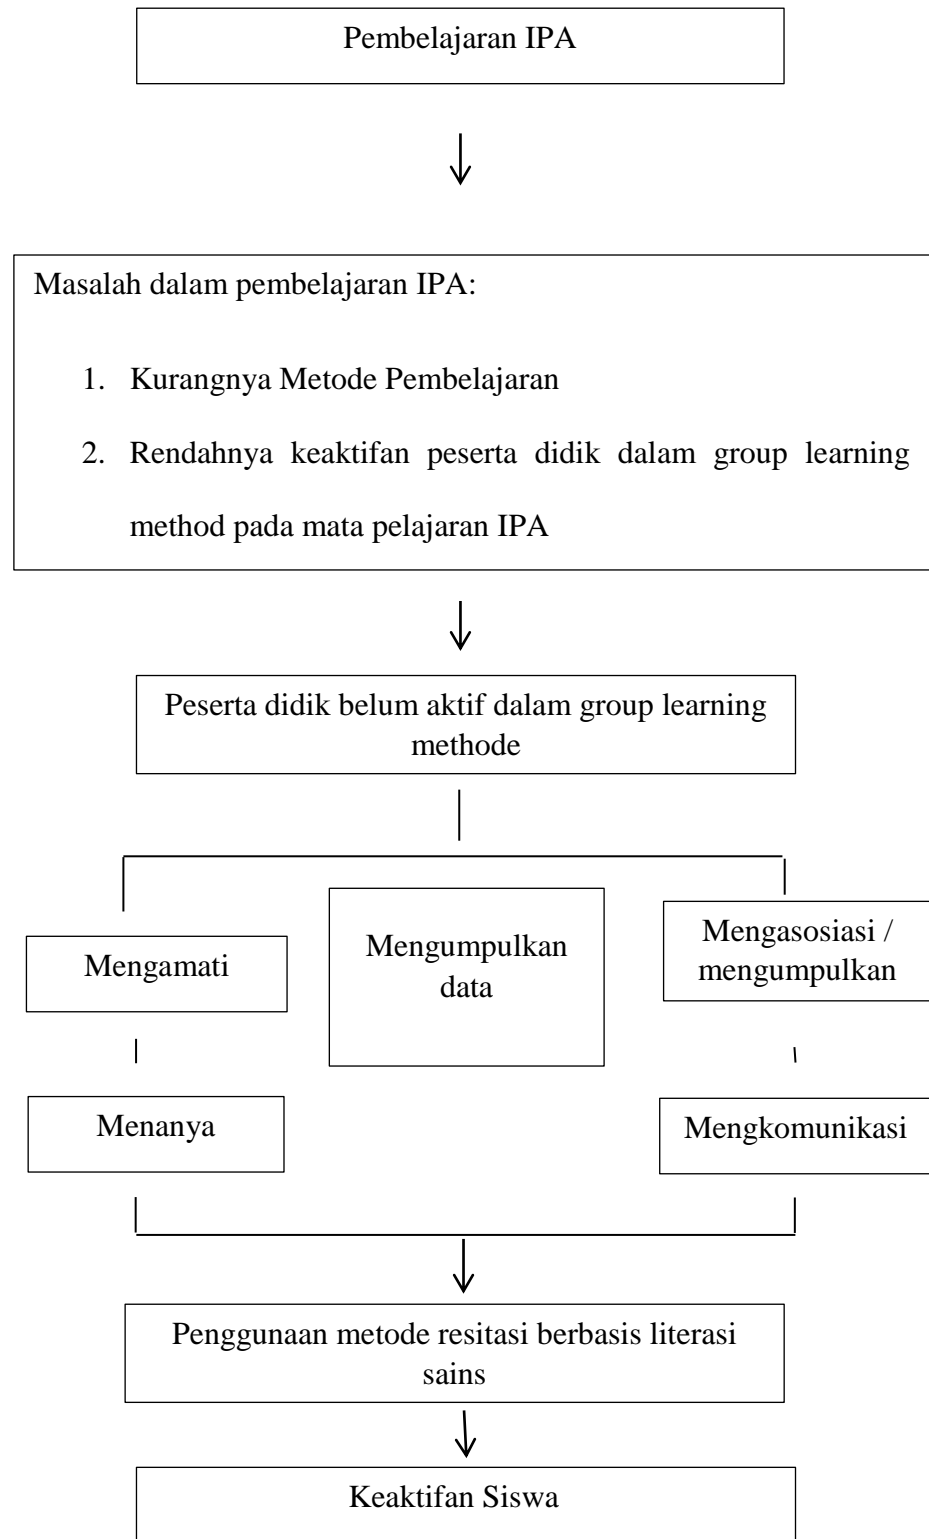 Pembelajaran IPA
Masalah dalam pembelajaran IPA:
1. Kurangnya Metode Pembelajaran
2. Rendahnya keaktifan peserta didik dalam group learning
method pada mata pelajaran IPA
Peserta didik belum aktif dalam group learning
methode
Mengamati
Mengumpulkan
data
Mengasosiasi /
mengumpulkan
Menanya
Mengkomunikasi
Penggunaan metode resitasi berbasis literasi
sains
Keaktifan Siswa